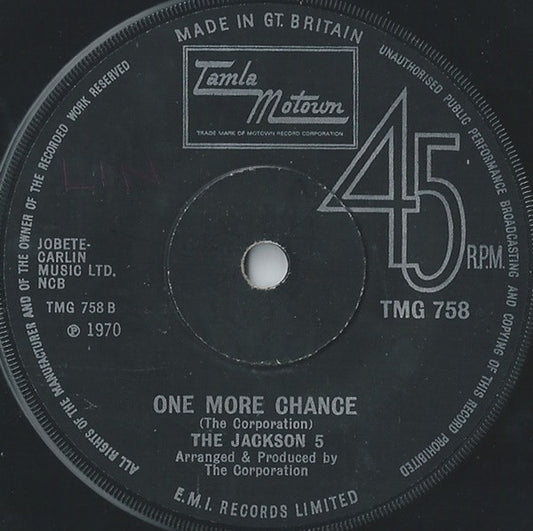 MADE IN GT. BRITAIN
UNAUTHORISED PUBLIC PERFORMANCE BROADCASTING AND COPYING OF THIS RECORD PROHIBITED
ALL RIGHTS OF THE MANUFACTURER AND OF THE OWNER OF THE RECORDED WORK RESERVED
Tamla
Motown
TRADE MARK OF MOTOWN RECORD CORPORATION
45
R.P.M.
JOBETE-
CARLIN
MUSIC LTD.
NCB
TMG 758 B
℗ 1970
TMG 758
ONE MORE CHANCE
(The Corporation)
THE JACKSON 5
Arranged & Produced by
The Corporation
E.M.I. RECORDS LIMITED